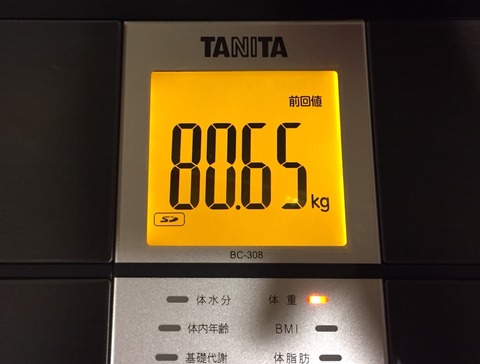 TANITA
前回値
80.65 kg
SD
BC-308
体水分 体重
体内年齢 BMI
基礎代謝 体脂肪